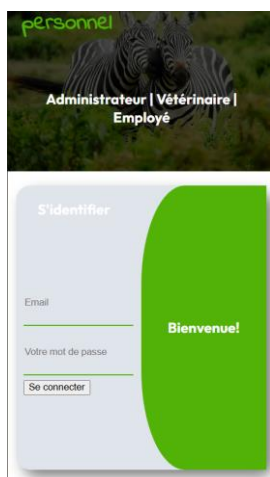 personnel
Administrateur | Vétérinaire |
Employé
S'identifier
Email
Bienvenue!
Votre mot de passe
Se connecter